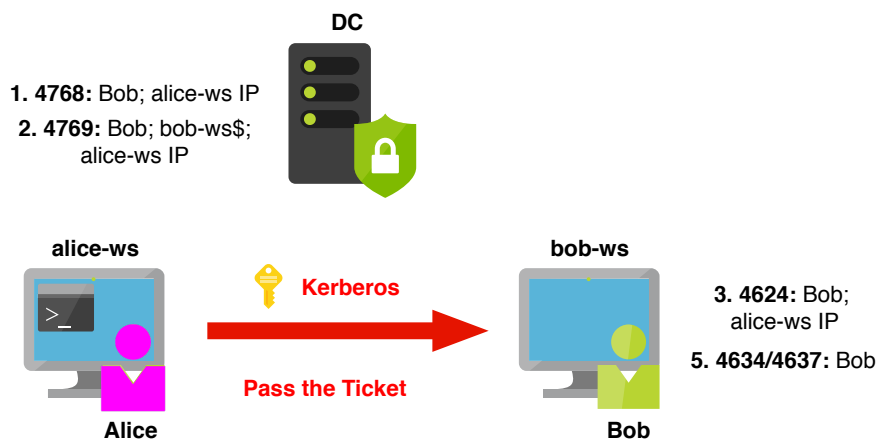 DC
1. 4768: Bob; alice-ws IP
2. 4769: Bob; bob-ws$;
alice-ws IP
alice-ws
bob-ws
>_
Kerberos
3. 4624: Bob;
alice-ws IP
5. 4634/4637: Bob
Pass the Ticket
Alice
Bob